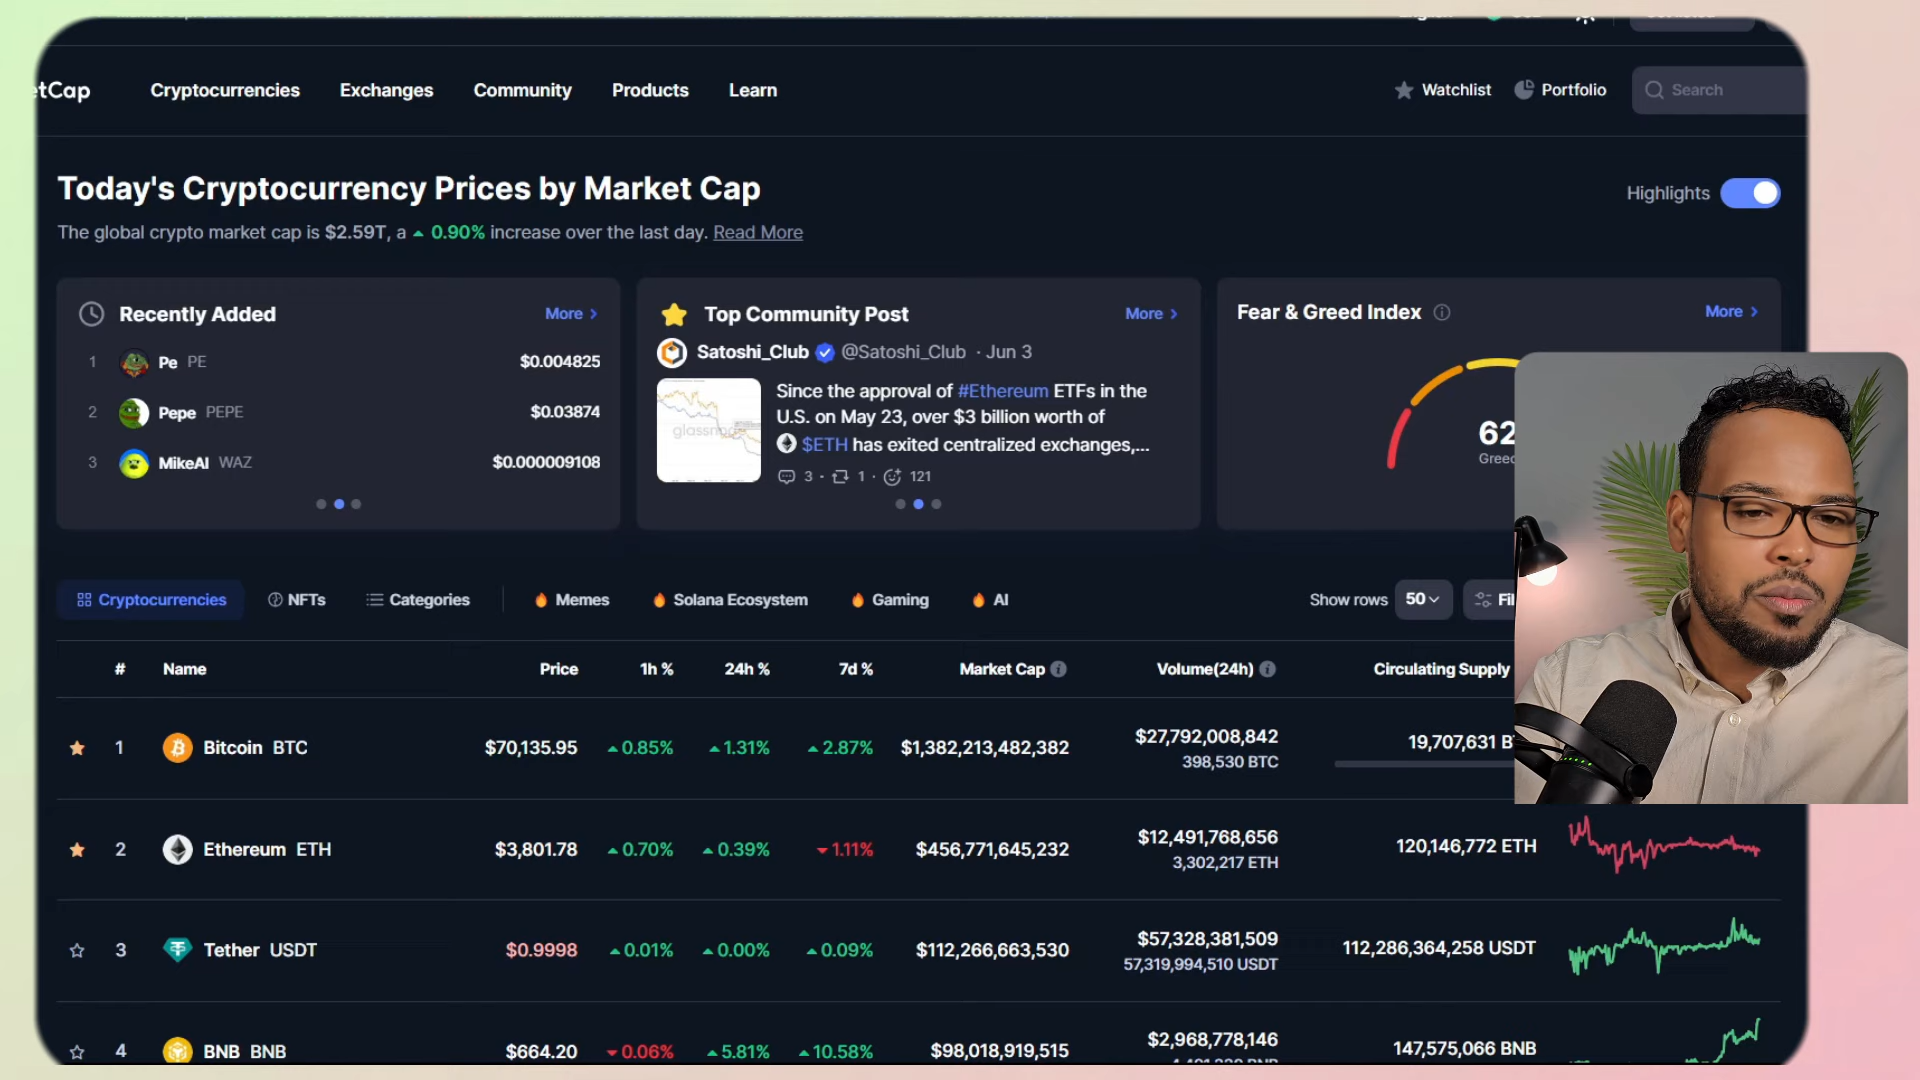 etCap
Cryptocurrencies Exchanges Community Products Learn
Watchlist Portfolio Search
Today's Cryptocurrency Prices by Market Cap
Highlights
The global crypto market cap is $2.59T, a 0.90% increase over the last day. Read More
Recently Added More
1 Pe PE $0.004825
2 Pepe PEPE $0.03874
3 MikeAI WAZ $0.000009108
Top Community Post More
Satoshi_Club @Satoshi_Club · Jun 3
Since the approval of #Ethereum ETFs in the
U.S. on May 23, over $3 billion worth of
$ETH has exited centralized exchanges,...
3 · 1 · 121
Fear & Greed Index More
62
Greed
Cryptocurrencies NFTs Categories Memes Solana Ecosystem Gaming AI Show rows 50 Fil
# Name Price 1h % 24h % 7d % Market Cap Volume(24h) Circulating Supply
1 Bitcoin BTC $70,135.95 0.85% 1.31% 2.87% $1,382,213,482,382 $27,792,008,842 19,707,631 BT
398,530 BTC
2 Ethereum ETH $3,801.78 0.70% 0.39% 1.11% $456,771,645,232 $12,491,768,656 120,146,772 ETH
3,302,217 ETH
3 Tether USDT $0.9998 0.01% 0.00% 0.09% $112,266,663,530 $57,328,381,509 112,286,364,258 USDT
57,319,994,510 USDT
4 BNB BNB $664.20 0.06% 5.81% 10.58% $98,018,919,515 $2,968,778,146 147,575,066 BNB